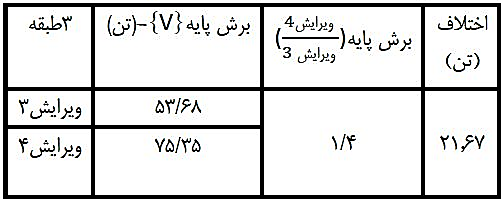 ۳طبقه
برش پایه{V}-(تن)
برش پایه(ویرایش4/ویرایش 3)
اختلاف
(تن)
ویرایش۳
۵۳/۶۸
ویرایش۴
۷۵/۳۵
۱/۴
۲۱٫۶۷